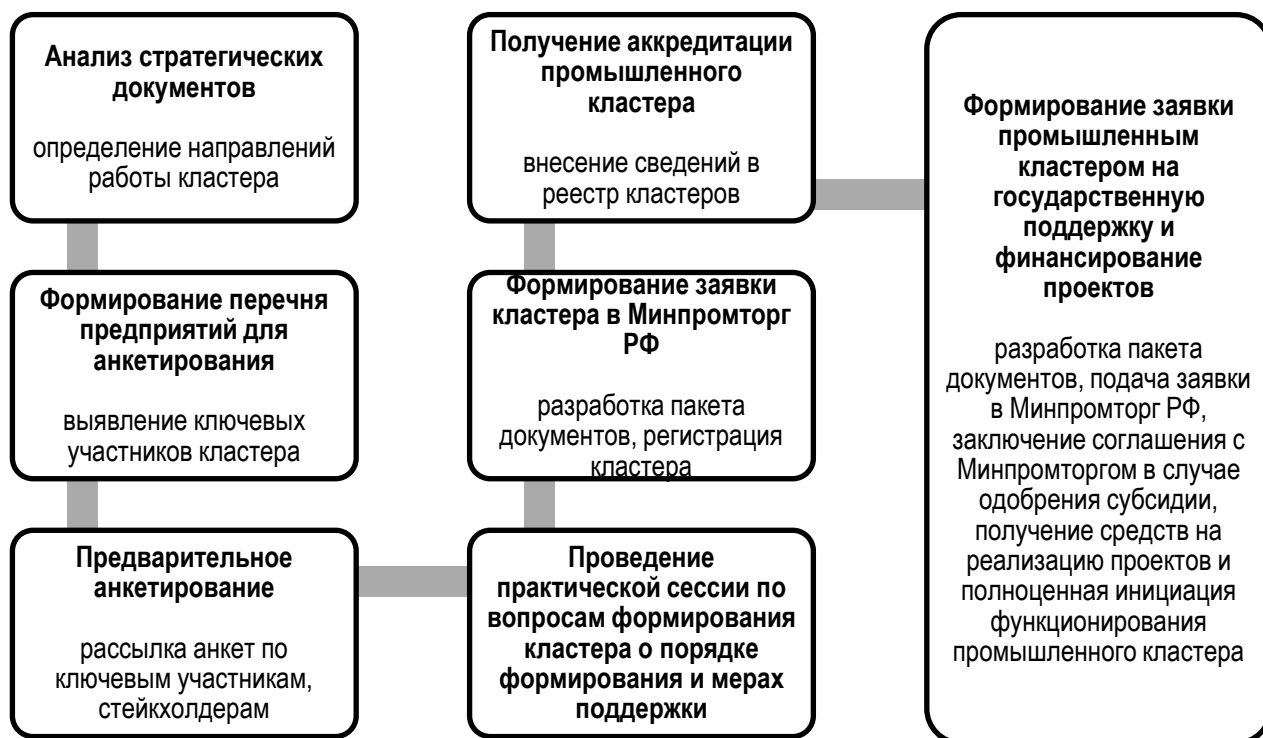 Анализ стратегических
документов
определение направлений
работы кластера
Формирование перечня
предприятий для
анкетирования
выявление ключевых
участников кластера
Предварительное
анкетирование
рассылка анкет по
ключевым участникам,
стейкхолдерам
Проведение
практической сессии по
вопросам формирования
кластера о порядке
формирования и мерах
поддержки
Формирование заявки
кластера в Минпромторг
РФ
разработка пакета
документов, регистрация
кластера
Получение аккредитации
промышленного
кластера
внесение сведений в
реестр кластеров
Формирование заявки
промышленным
кластером на
государственную
поддержку и
финансирование
проектов
разработка пакета
документов, подача заявки
в Минпромторг РФ,
заключение соглашения с
Минпромторгом в случае
одобрения субсидии,
получение средств на
реализацию проектов и
полноценная инициация
функционирования
промышленного кластера